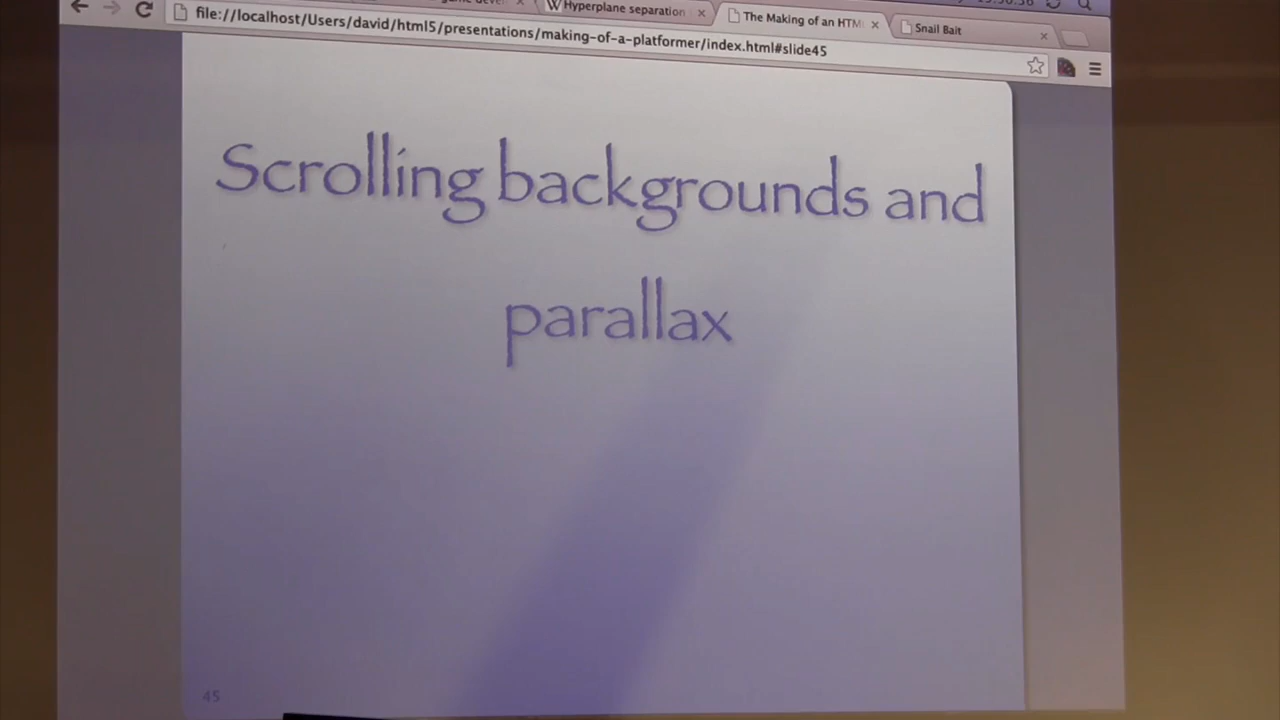 Hyperplane separation
The Making of an HTM
Snail Bait
file://localhost/Users/david/html5/presentations/making-of-a-platformer/index.html#slide45
Scrolling backgrounds and
parallax
45